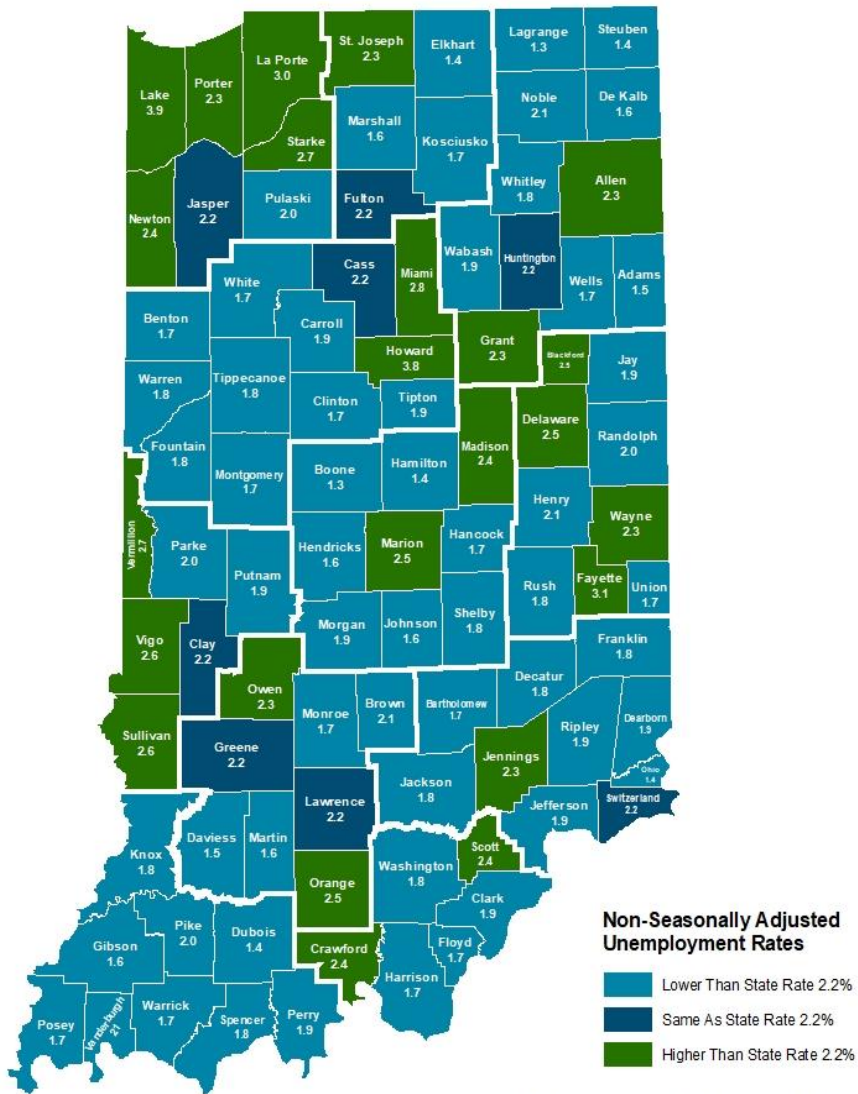 St. Joseph
2.3
Elkhart
1.4
Lagrange
1.3
Steuben
1.4
La Porte
3.0
Porter
2.3
Lake
3.9
Noble
2.1
De Kalb
1.6
Marshall
1.6
Kosciusko
1.7
Starke
2.7
Whitley
1.8
Allen
2.3
Newton
2.4
Jasper
2.2
Pulaski
2.0
Fulton
2.2
Wabash
1.9
Huntington
2.2
Wells
1.7
Adams
1.5
White
1.7
Cass
2.2
Miami
2.8
Benton
1.7
Carroll
1.9
Howard
3.8
Grant
2.3
Blackford
2.5
Jay
1.9
Warren
1.8
Tippecanoe
1.8
Clinton
1.7
Tipton
1.9
Madison
2.4
Delaware
2.5
Randolph
2.0
Fountain
1.8
Montgomery
1.7
Boone
1.3
Hamilton
1.4
Henry
2.1
Wayne
2.3
Vermillion
2.7
Parke
2.0
Putnam
1.9
Hendricks
1.6
Marion
2.5
Hancock
1.7
Rush
1.8
Fayette
3.1
Union
1.7
Vigo
2.6
Clay
2.2
Morgan
1.9
Johnson
1.6
Shelby
1.8
Franklin
1.8
Owen
2.3
Decatur
1.8
Sullivan
2.6
Greene
2.2
Monroe
1.7
Brown
2.1
Bartholomew
1.7
Jennings
2.3
Ripley
1.9
Dearborn
1.9
Ohio
1.4
Lawrence
2.2
Jackson
1.8
Jefferson
1.9
Switzerland
2.2
Knox
1.8
Daviess
1.5
Martin
1.6
Orange
2.5
Washington
1.8
Scott
2.4
Clark
1.9
Gibson
1.6
Pike
2.0
Dubois
1.4
Crawford
2.4
Harrison
1.7
Floyd
1.7
Posey
1.7
Vanderburgh
21
Warrick
1.7
Spencer
1.8
Perry
1.9
Non-Seasonally Adjusted
Unemployment Rates
Lower Than State Rate 2.2%
Same As State Rate 2.2%
Higher Than State Rate 2.2%